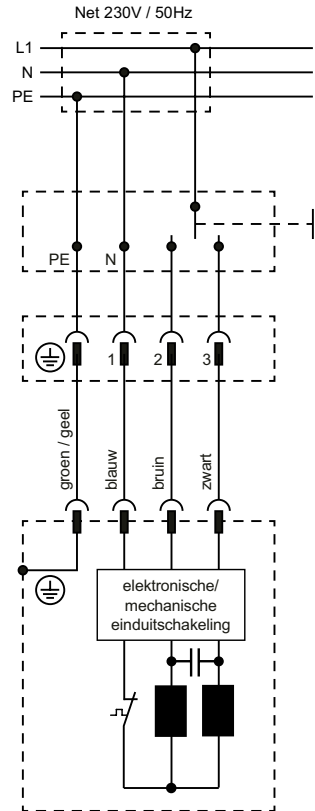 Net 230V / 50Hz
L1
N
PE
PE
N
1
2
3
groen / geel
blauw
bruin
zwart
elektronische/
mechanische
einduitschakeling